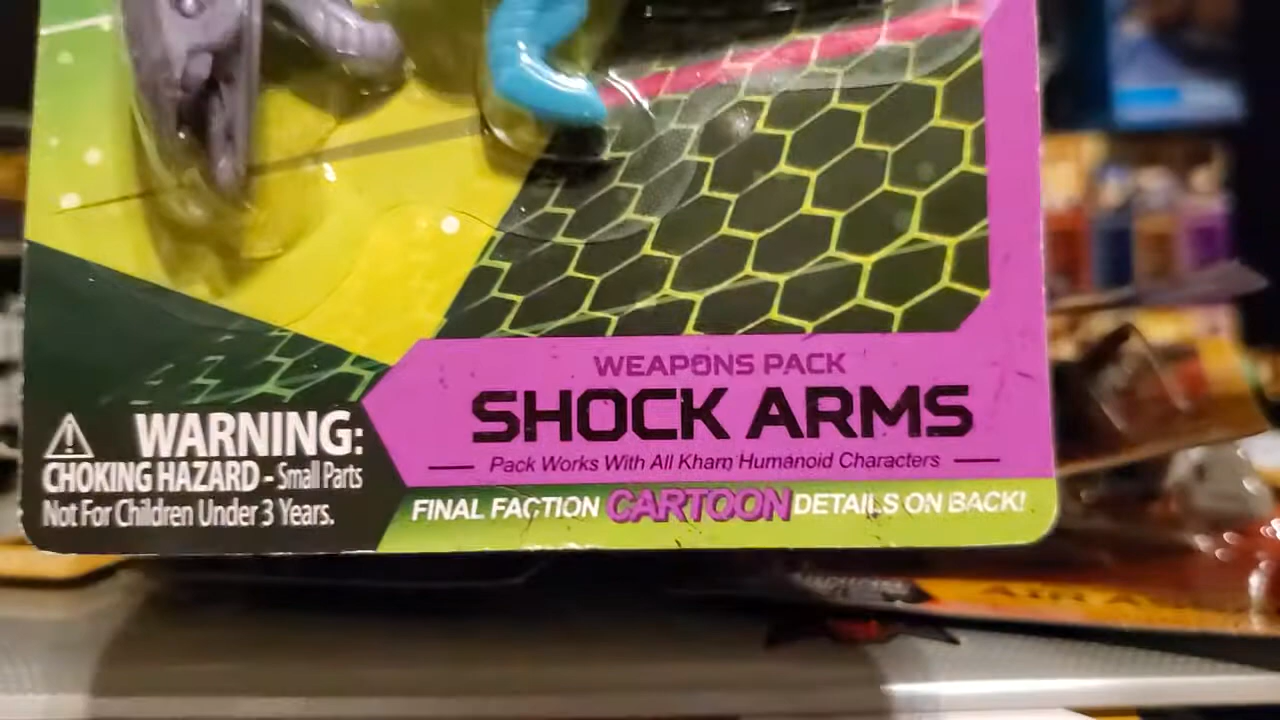 WEAPONS PACK
SHOCK ARMS
Pack Works With All Kharn Humanoid Characters
WARNING:
CHOKING HAZARD - Small Parts
Not For Children Under 3 Years.
FINAL FACTION CARTOON DETAILS ON BACK!